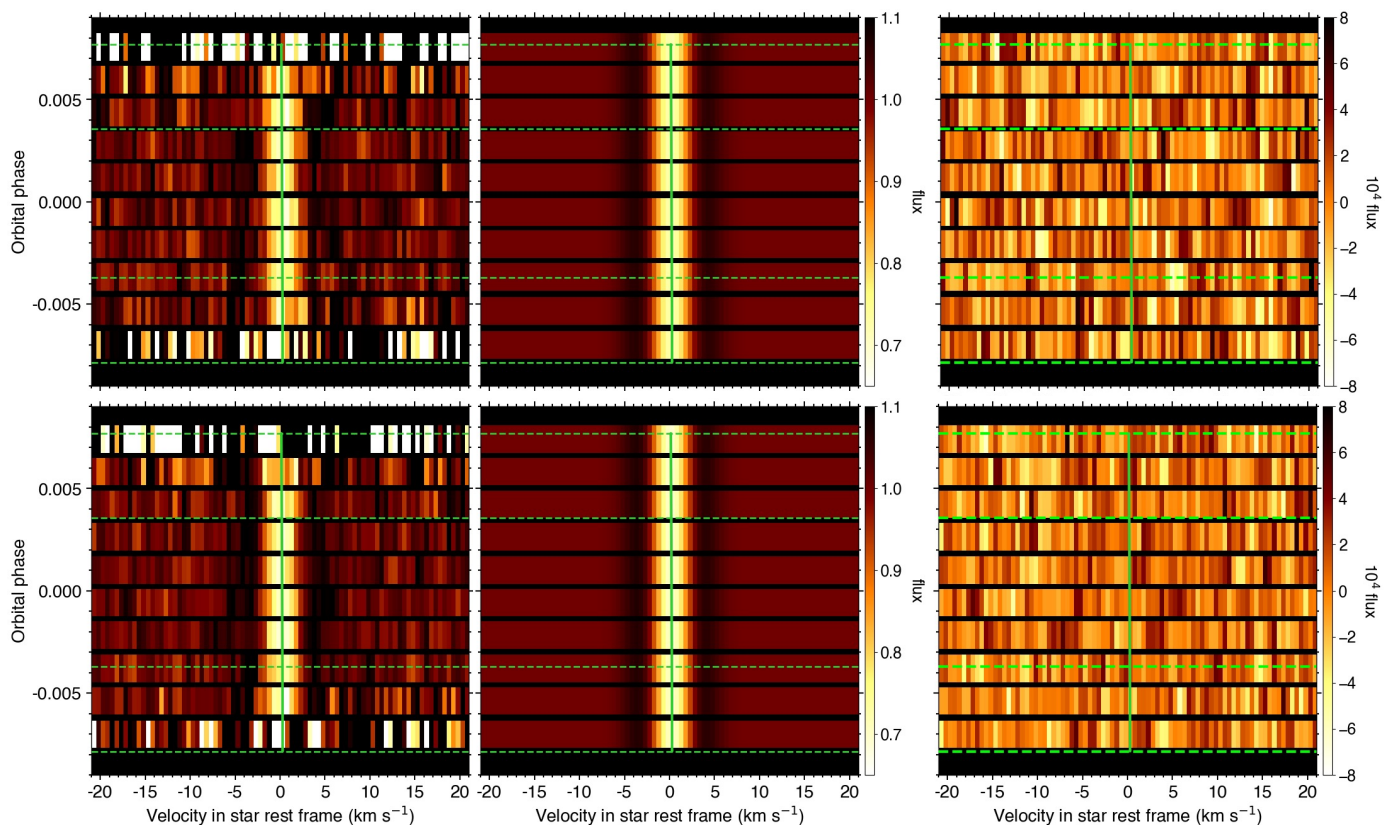 Orbital phase
0.005
0.000
-0.005
1.1
1.0
0.9
0.8
0.7
flux
8
6
4
2
0
−2
−4
−6
−8
10⁴ flux
Orbital phase
0.005
0.000
-0.005
-20 -15 -10 -5 0 5 10 15 20
Velocity in star rest frame (km s⁻¹)
-20 -15 -10 -5 0 5 10 15 20
Velocity in star rest frame (km s⁻¹)
1.1
1.0
0.9
0.8
0.7
flux
-20 -15 -10 -5 0 5 10 15 20
Velocity in star rest frame (km s⁻¹)
8
6
4
2
0
−2
−4
−6
−8
10⁴ flux